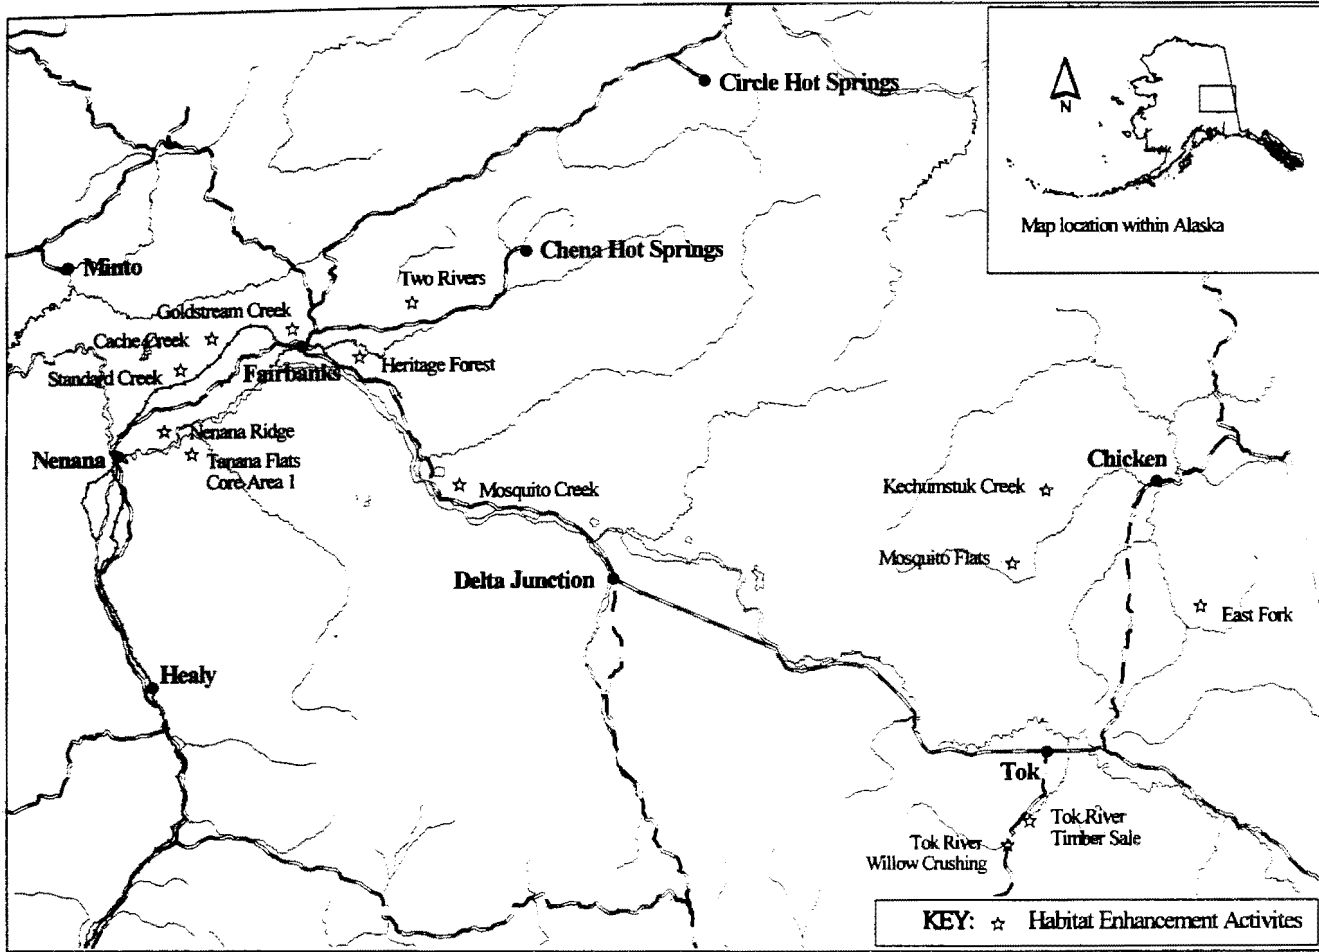 Circle Hot Springs
N
Map location within Alaska
Minto
Chena Hot Springs
Two Rivers
Goldstream Creek
Cache Creek
Standard Creek
Fairbanks
Heritage Forest
Nenana Ridge
Nenana
Tanana Flats
Core Area 1
Mosquito Creek
Chicken
Kechumstuk Creek
Mosquito Flats
Delta Junction
East Fork
Healy
Tok
Tok River
Timber Sale
Tok River
Willow Crushing
KEY: ☆ Habitat Enhancement Activites